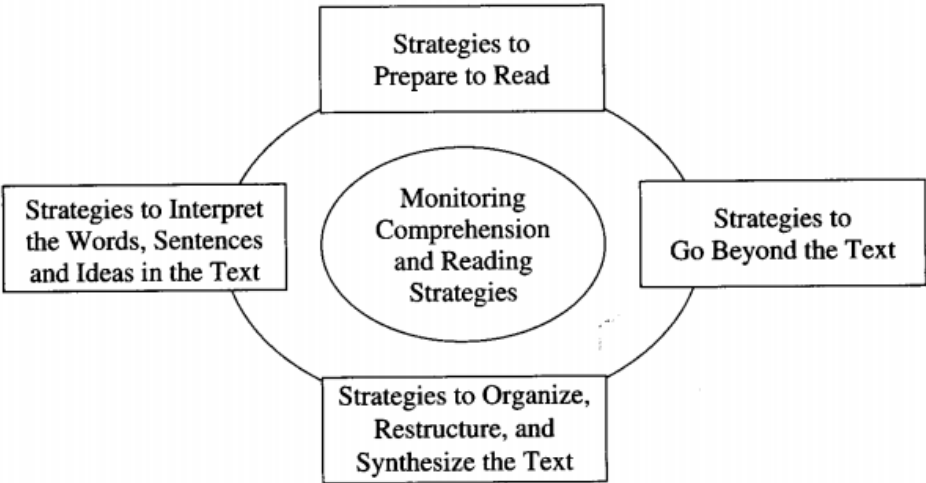 Strategies to
Prepare to Read
Strategies to Interpret
the Words, Sentences
and Ideas in the Text
Monitoring
Comprehension
and Reading
Strategies
Strategies to
Go Beyond the Text
Strategies to Organize,
Restructure, and
Synthesize the Text